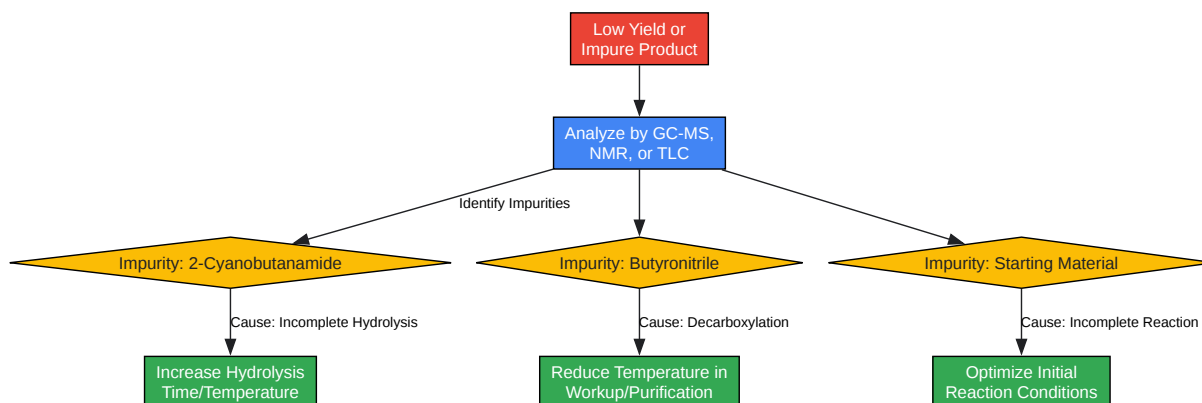 Low Yield or
Impure Product
Analyze by GC-MS,
NMR, or TLC
Identify Impurities
Impurity: 2-Cyanobutanamide
Impurity: Butyronitrile
Impurity: Starting Material
Cause: Incomplete Hydrolysis
Cause: Decarboxylation
Cause: Incomplete Reaction
Increase Hydrolysis
Time/Temperature
Reduce Temperature in
Workup/Purification
Optimize Initial
Reaction Conditions